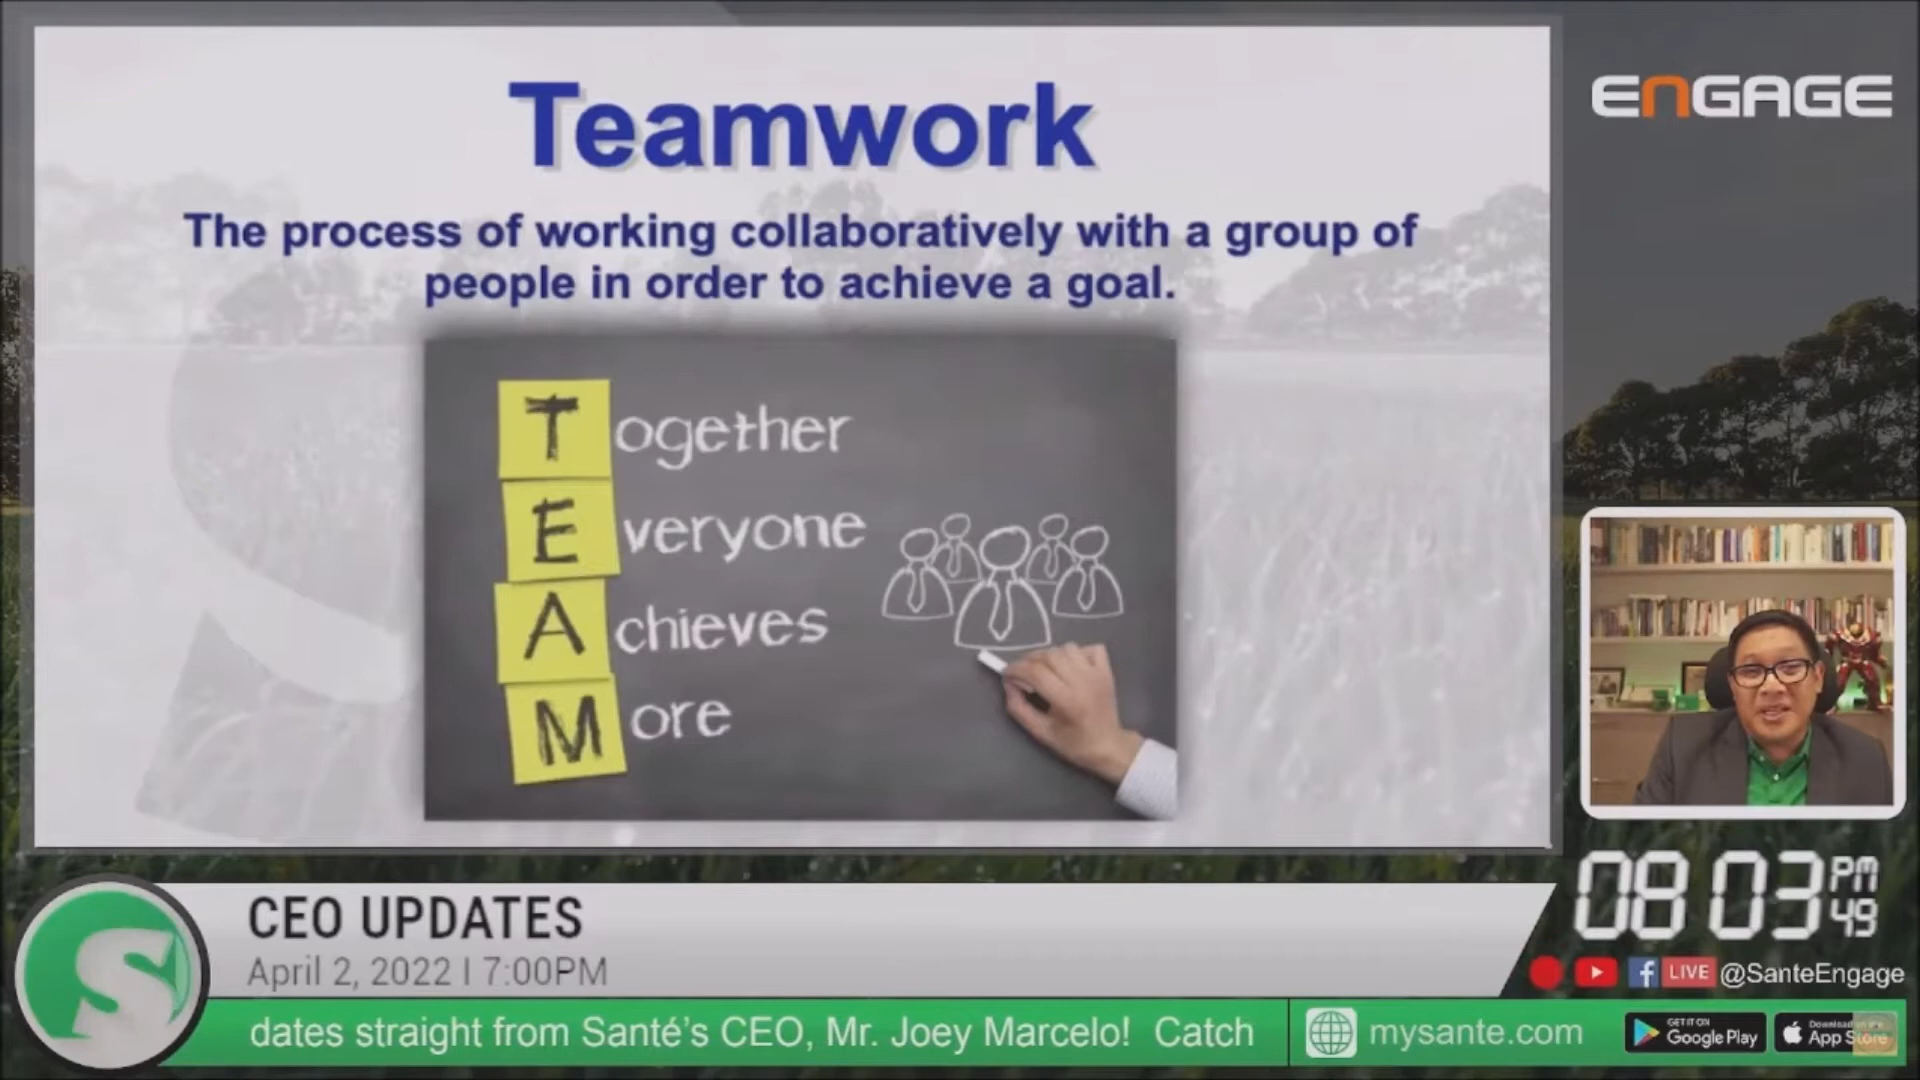 Teamwork
ENGAGE
The process of working collaboratively with a group of
people in order to achieve a goal.
Together
Everyone
Achieves
More
08 03 PM 49
CEO UPDATES
April 2, 2022 | 7:00PM
LIVE @SanteEngage
dates straight from Santé's CEO, Mr. Joey Marcelo! Catch
mysante.com
GET IT ON
Google Play
Download
App Store